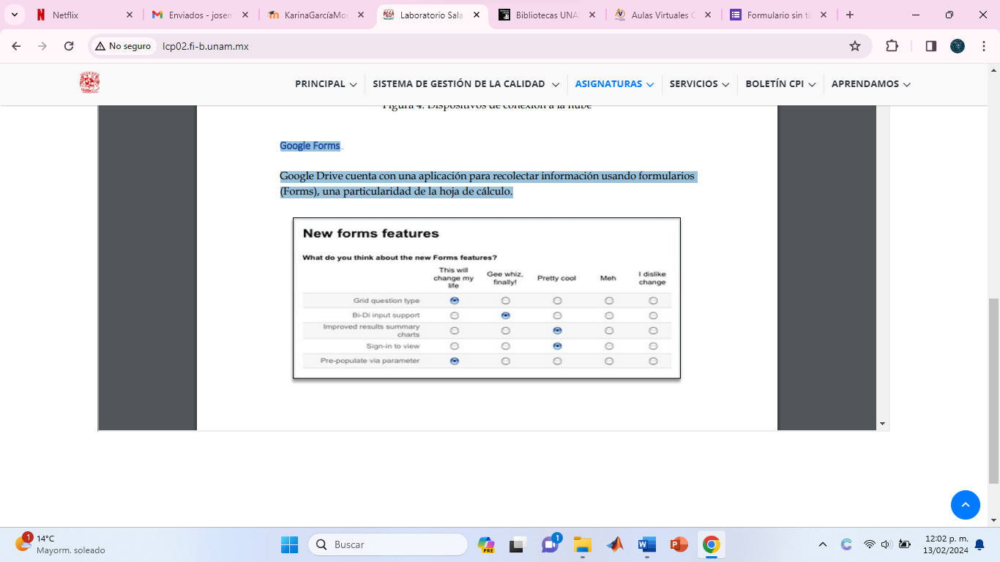 Netflix
Enviados - josem
KarinaGarcíaMor
Laboratorio Sala
Bibliotecas UNA
Aulas Virtuales
Formulario sin tí
No seguro
lcp02.fi-b.unam.mx
PRINCIPAL
SISTEMA DE GESTIÓN DE LA CALIDAD
ASIGNATURAS
SERVICIOS
BOLETÍN CPI
APRENDAMOS
Figura 4. Dispositivos de conexión a la nube
Google Forms
Google Drive cuenta con una aplicación para recolectar información usando formularios
(Forms), una particularidad de la hoja de cálculo.
New forms features
What do you think about the new Forms features?
This will
change my
life
Gee whiz,
finally!
Pretty cool
Meh
I dislike
change
Grid question type
Bi-Di input support
Improved results summary
charts
Sign-in to view
Pre-populate via parameter
1
14°C
Mayorm. soleado
Buscar
PRE
1
12:02 p. m.
13/02/2024